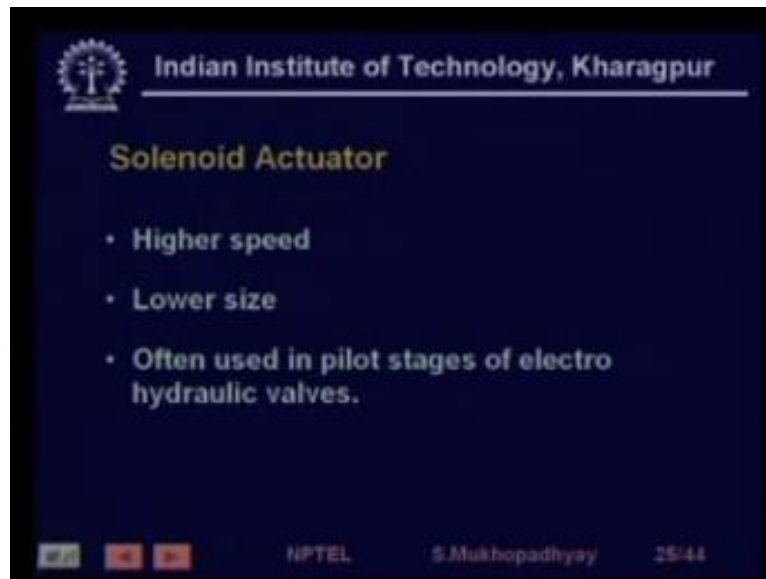 Indian Institute of Technology, Kharagpur
Solenoid Actuator
• Higher speed
• Lower size
• Often used in pilot stages of electro
hydraulic valves.
NPTEL S.Mukhopadhyay 25/44